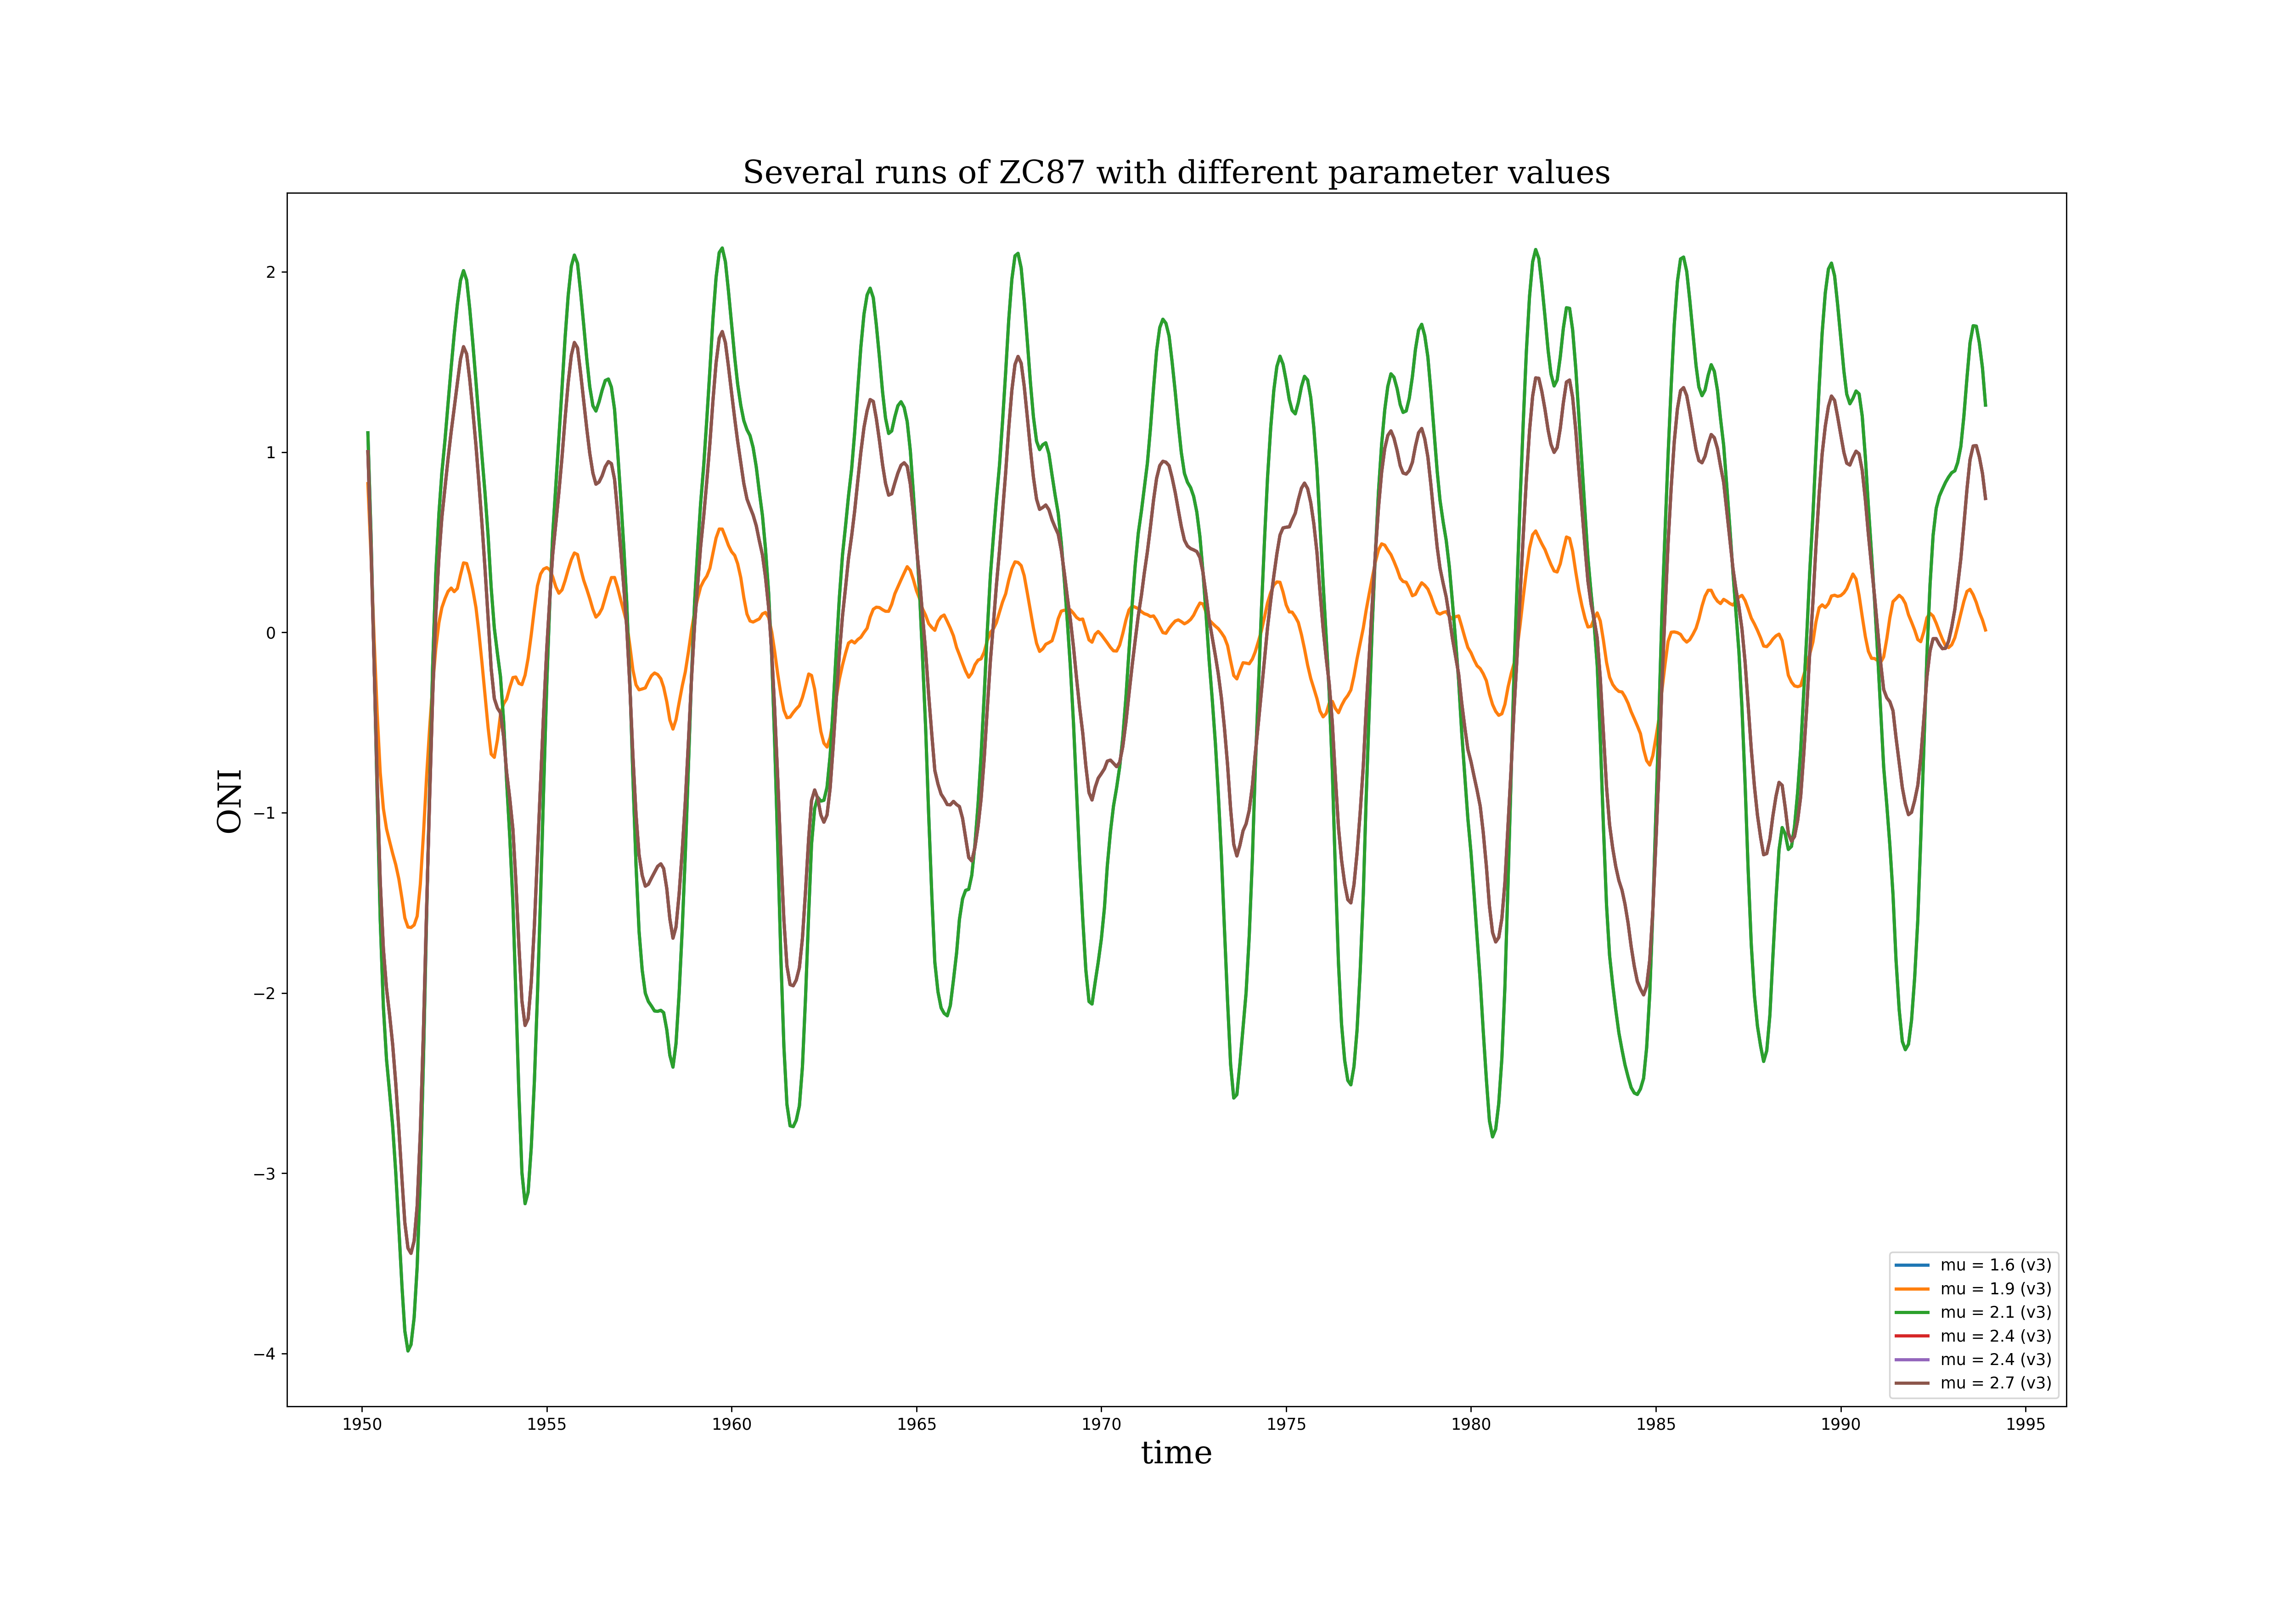 Several runs of ZC87 with different parameter values
2
1
0
−1
−2
−3
−4
ONI
mu = 1.6 (v3)
mu = 1.9 (v3)
mu = 2.1 (v3)
mu = 2.4 (v3)
mu = 2.4 (v3)
mu = 2.7 (v3)
1950 1955 1960 1965 1970 1975 1980 1985 1990 1995
time